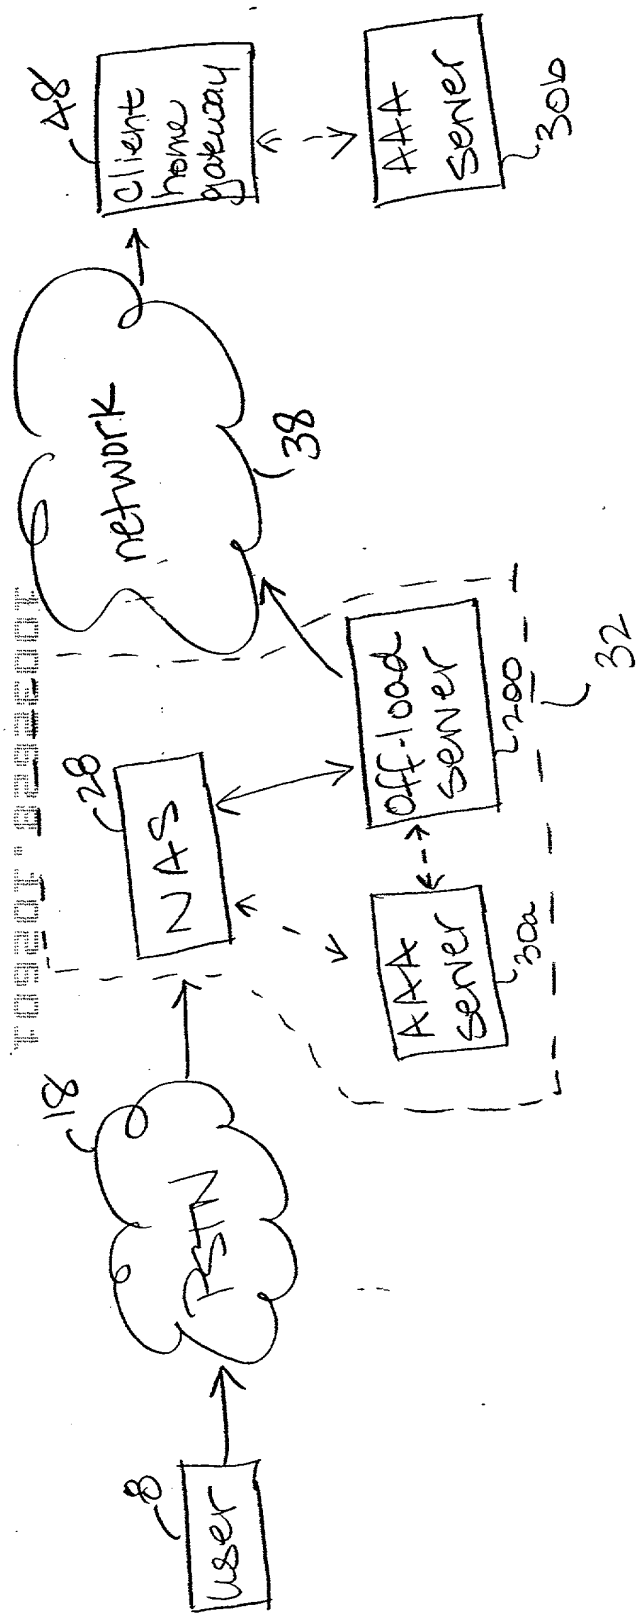 8
user
18
PSTN
28
NAS
AAA
server
30a
Off-load
server
200
32
network
38
48
client
home
gateway
AAA
server
30b